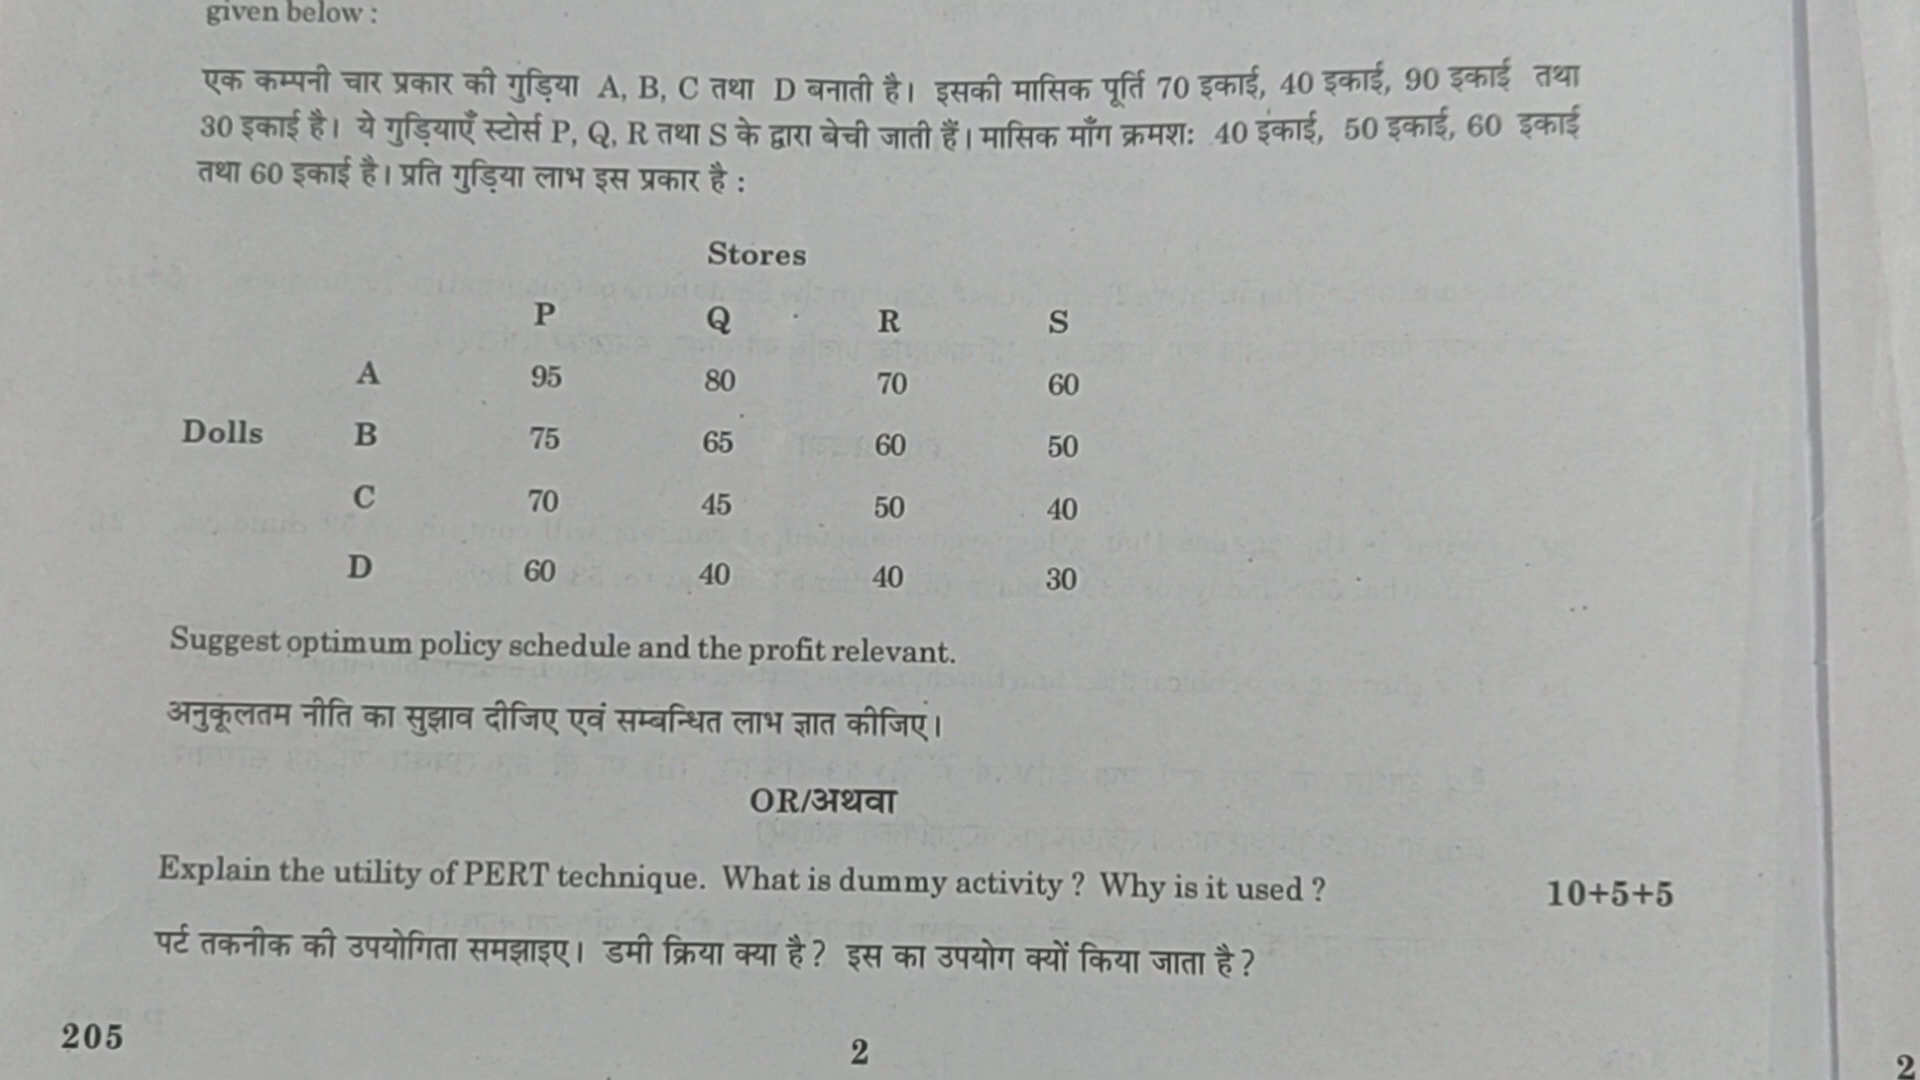 given below :
एक कम्पनी चार प्रकार की गुड़िया A, B, C तथा D बनाती है। इसकी मासिक पूर्ति 70 इकाई, 40 इकाई, 90 इकाई तथा
30 इकाई है। ये गुड़ियाएँ स्टोर्स P, Q, R तथा S के द्वारा बेची जाती हैं। मासिक माँग क्रमशः 40 इकाई, 50 इकाई, 60 इकाई
तथा 60 इकाई है। प्रति गुड़िया लाभ इस प्रकार है :
Stores
P Q R S
A 95 80 70 60
Dolls B 75 65 60 50
C 70 45 50 40
D 60 40 40 30
Suggest optimum policy schedule and the profit relevant.
अनुकूलतम नीति का सुझाव दीजिए एवं सम्बन्धित लाभ ज्ञात कीजिए।
OR/अथवा
Explain the utility of PERT technique. What is dummy activity ? Why is it used ? 10+5+5
पर्ट तकनीक की उपयोगिता समझाइए। डमी क्रिया क्या है ? इस का उपयोग क्यों किया जाता है ?
205 2
2